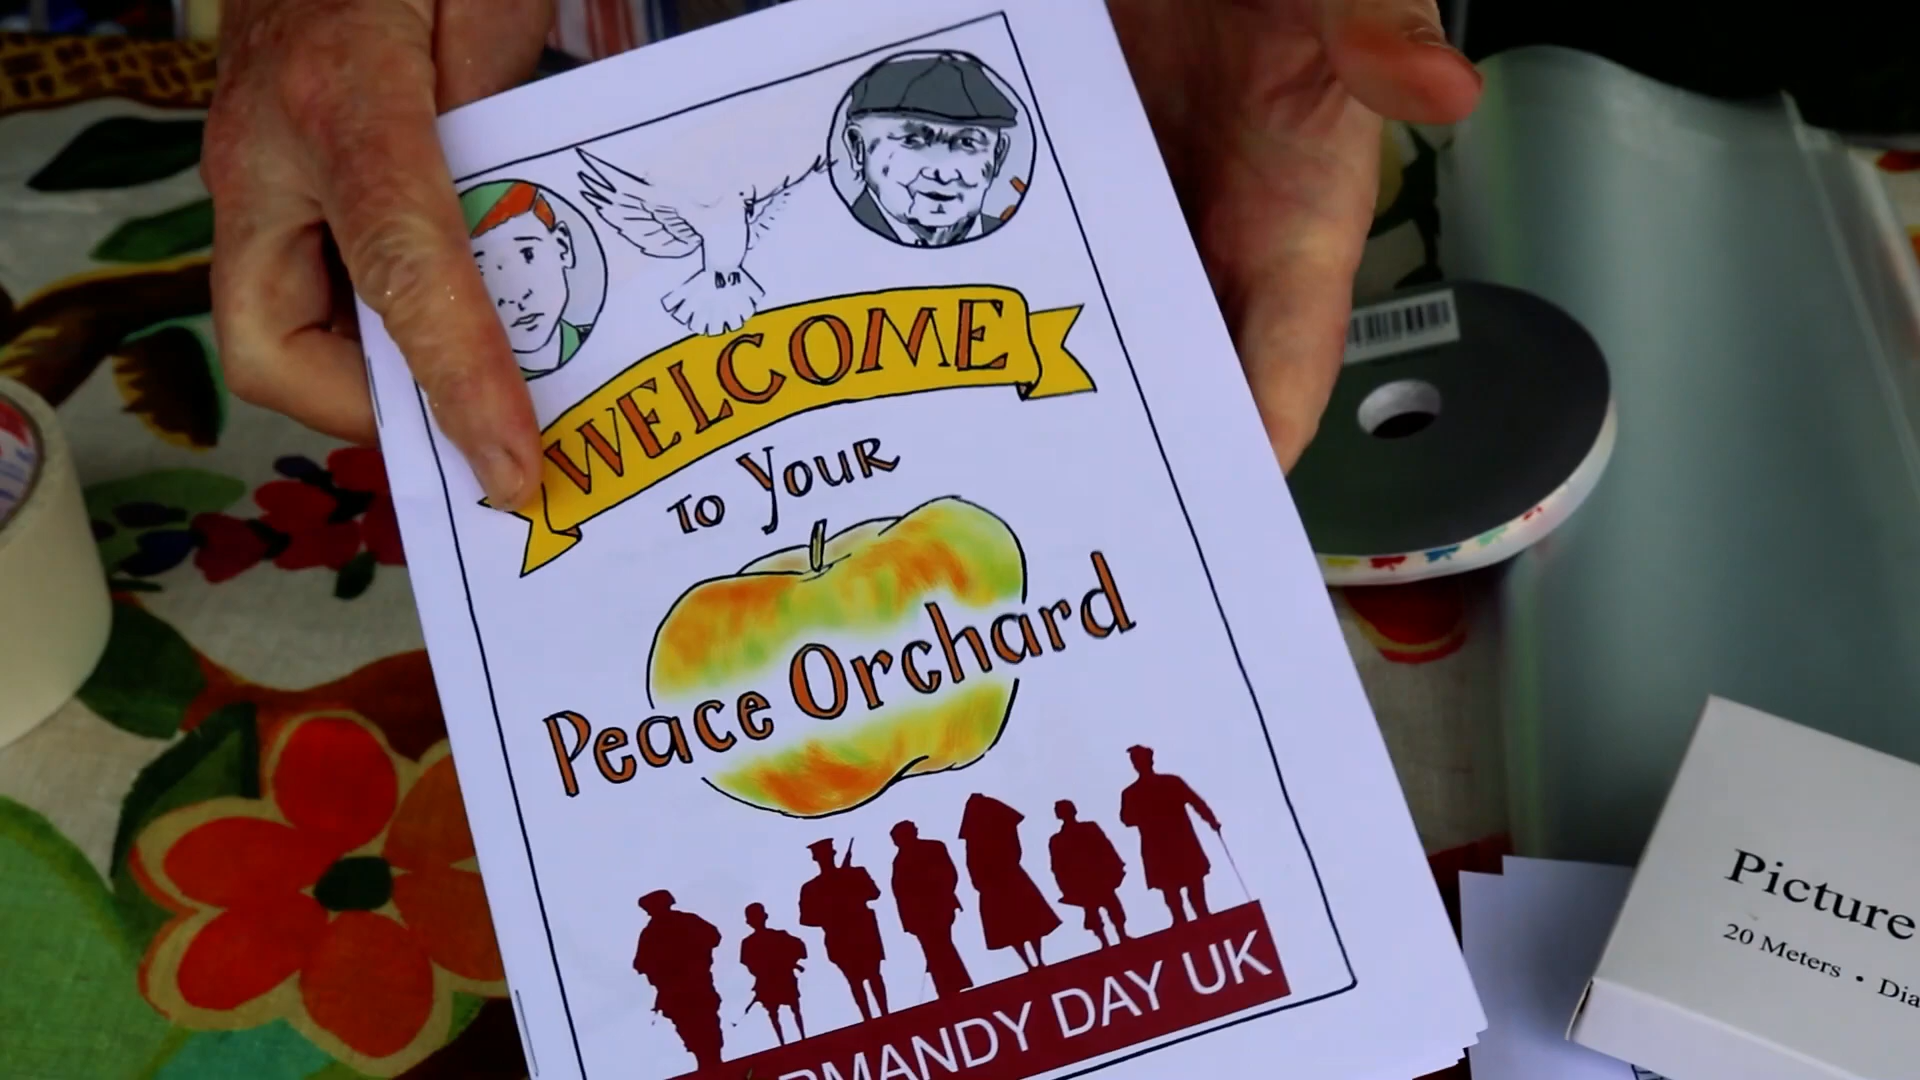 WELCOME
TO YOUR
Peace Orchard
RMANDY DAY UK
Picture
20 Meters • Dia